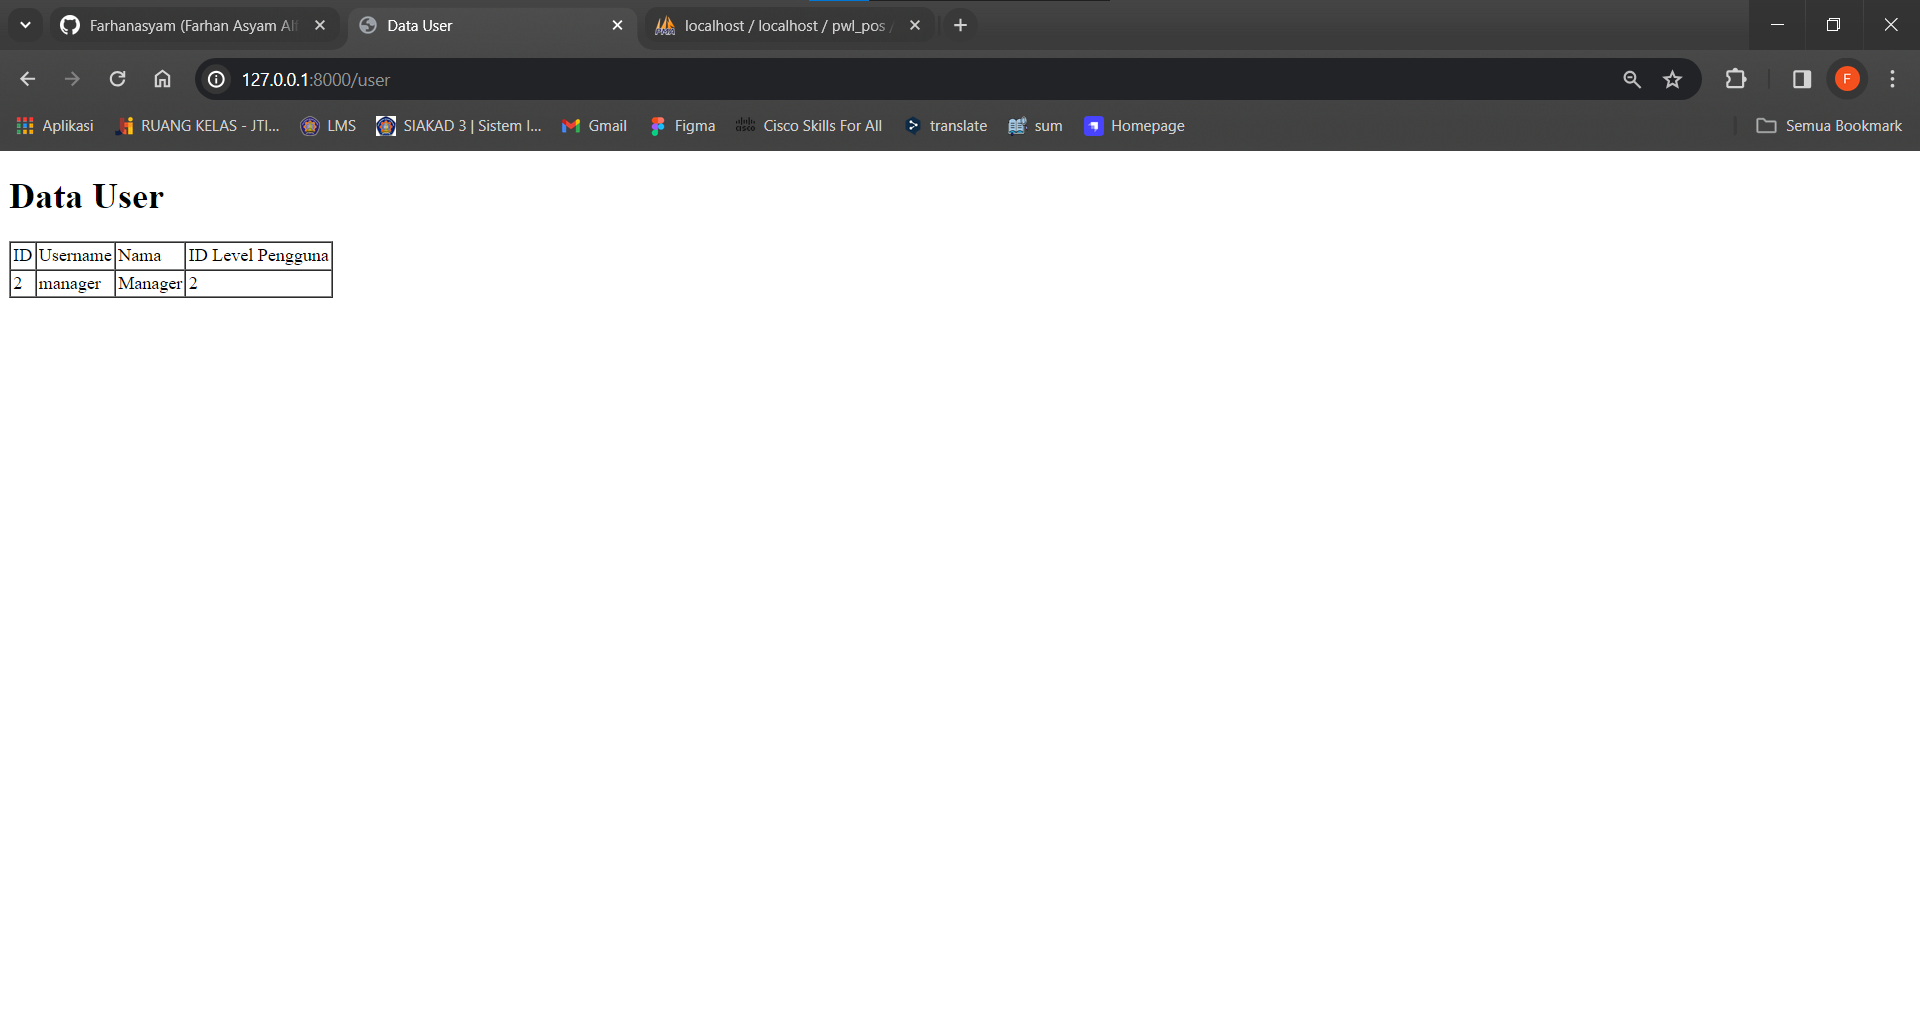 Farhanasyam (Farhan Asyam Al
Data User
localhost / localhost / pwl_pos /
127.0.0.1:8000/user
F
Aplikasi
RUANG KELAS - JTI...
LMS
SIAKAD 3 | Sistem I...
Gmail
Figma
cisco
Cisco Skills For All
translate
sum
Homepage
Semua Bookmark
Data User
ID Username Nama ID Level Pengguna
2 manager Manager 2